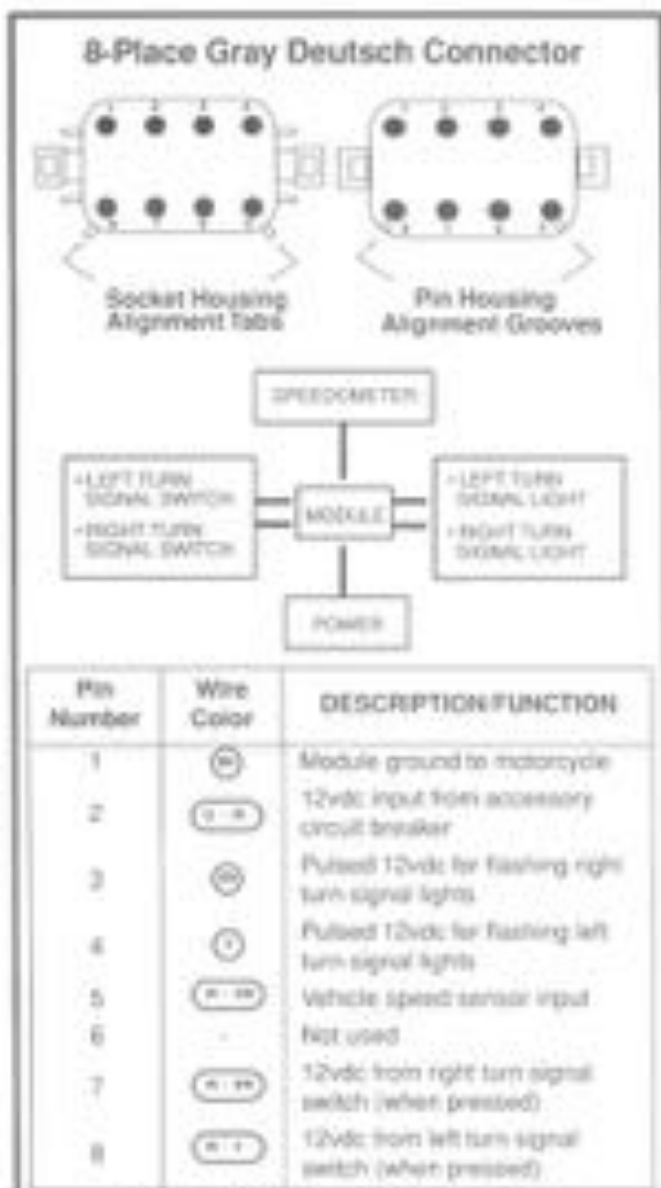 8-Place Gray Deutsch Connector
Socket Housing
Alignment Tabs
Pin Housing
Alignment Grooves
SPEEDOMETER
• LEFT TURN
SIGNAL SWITCH
• RIGHT TURN
SIGNAL SWITCH
MODULE
• LEFT TURN
SIGNAL LIGHT
• RIGHT TURN
SIGNAL LIGHT
POWER
Pin
Number
Wire
Color
DESCRIPTION/FUNCTION
1
Module ground to motorcycle
2
12vdc input from accessory
circuit breaker
3
Pulsed 12vdc for flashing right
turn signal lights
4
Pulsed 12vdc for flashing left
turn signal lights
5
Vehicle speed sensor input
6 - Not used
7
12vdc from right turn signal
switch (when pressed)
8
12vdc from left turn signal
switch (when pressed)